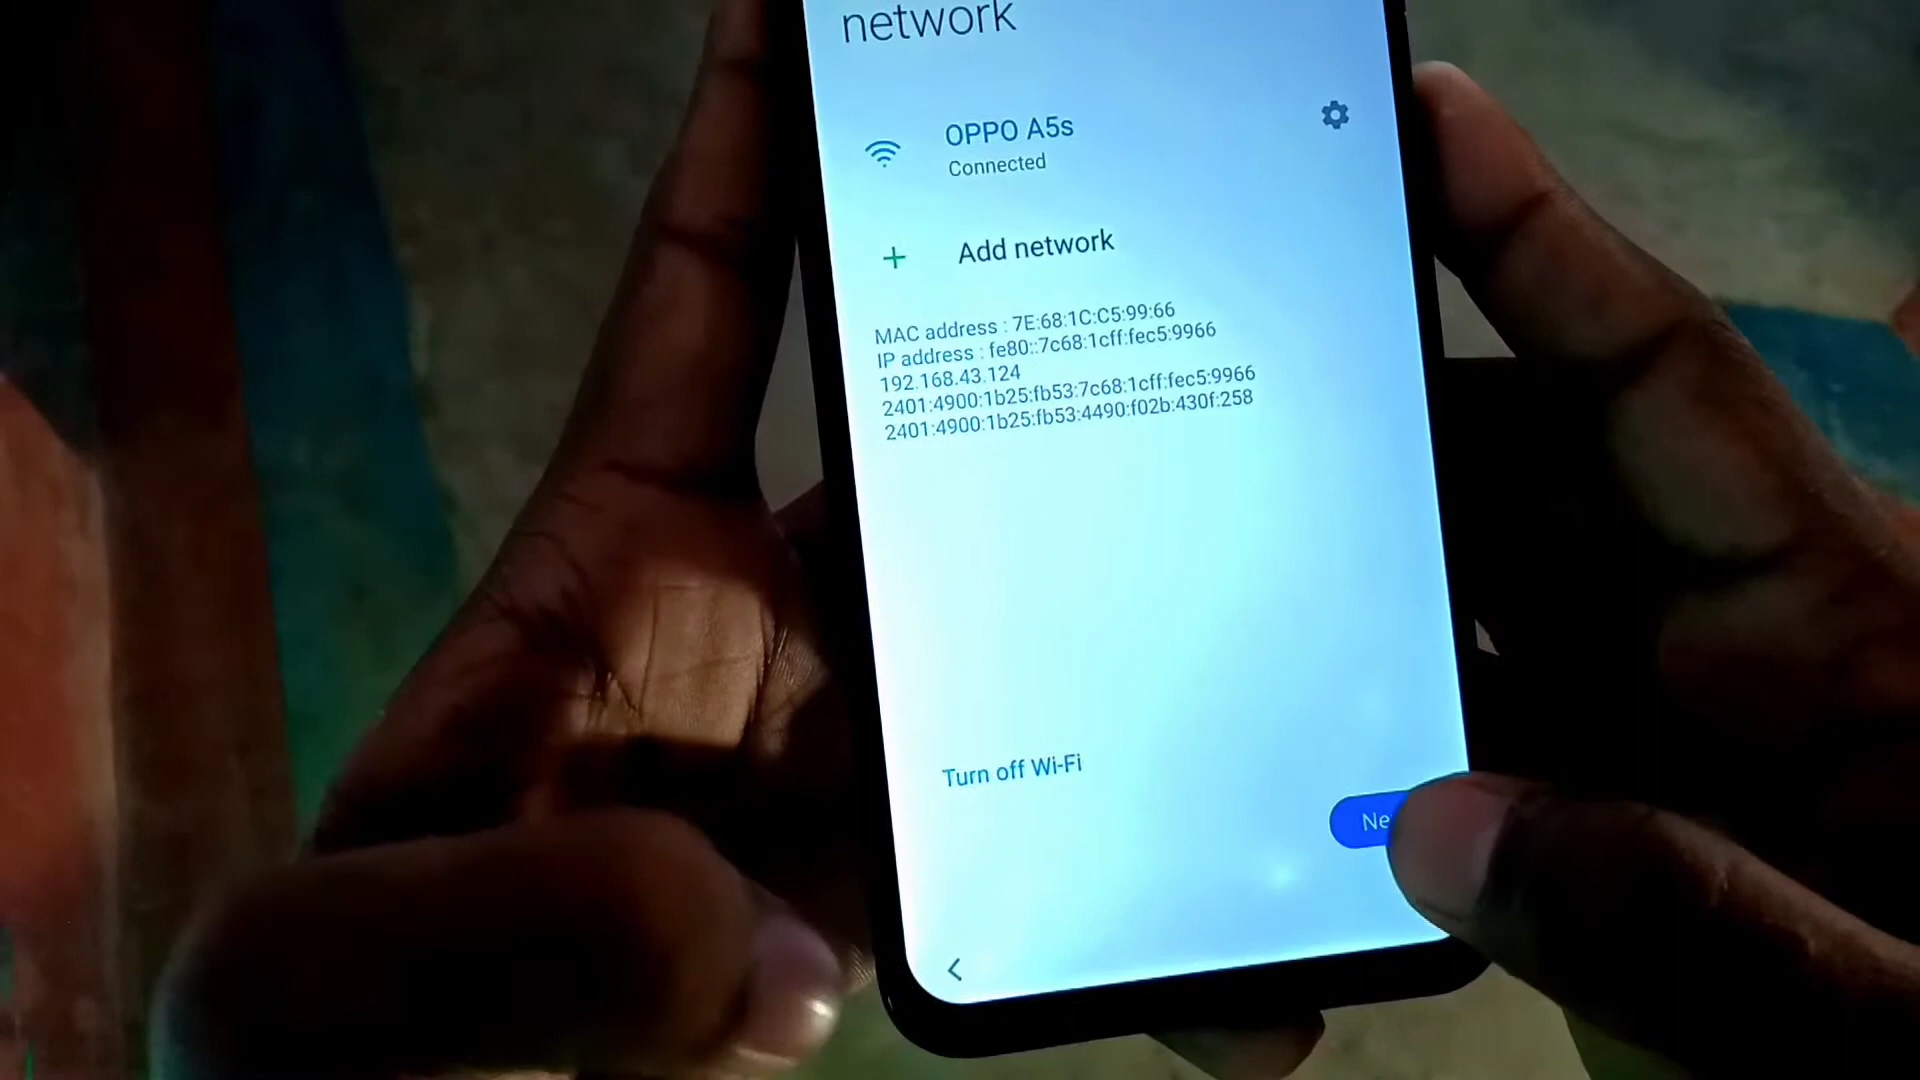 network
OPPO A5s
Connected
Add network
MAC address : 7E:68:1C:C5:99:66
IP address : fe80::7c68:1cff:fec5:9966
192.168.43.124
2401:4900:1b25:fb53:7c68:1cff:fec5:9966
2401:4900:1b25:fb53:4490:f02b:430f:258
Turn off Wi-Fi